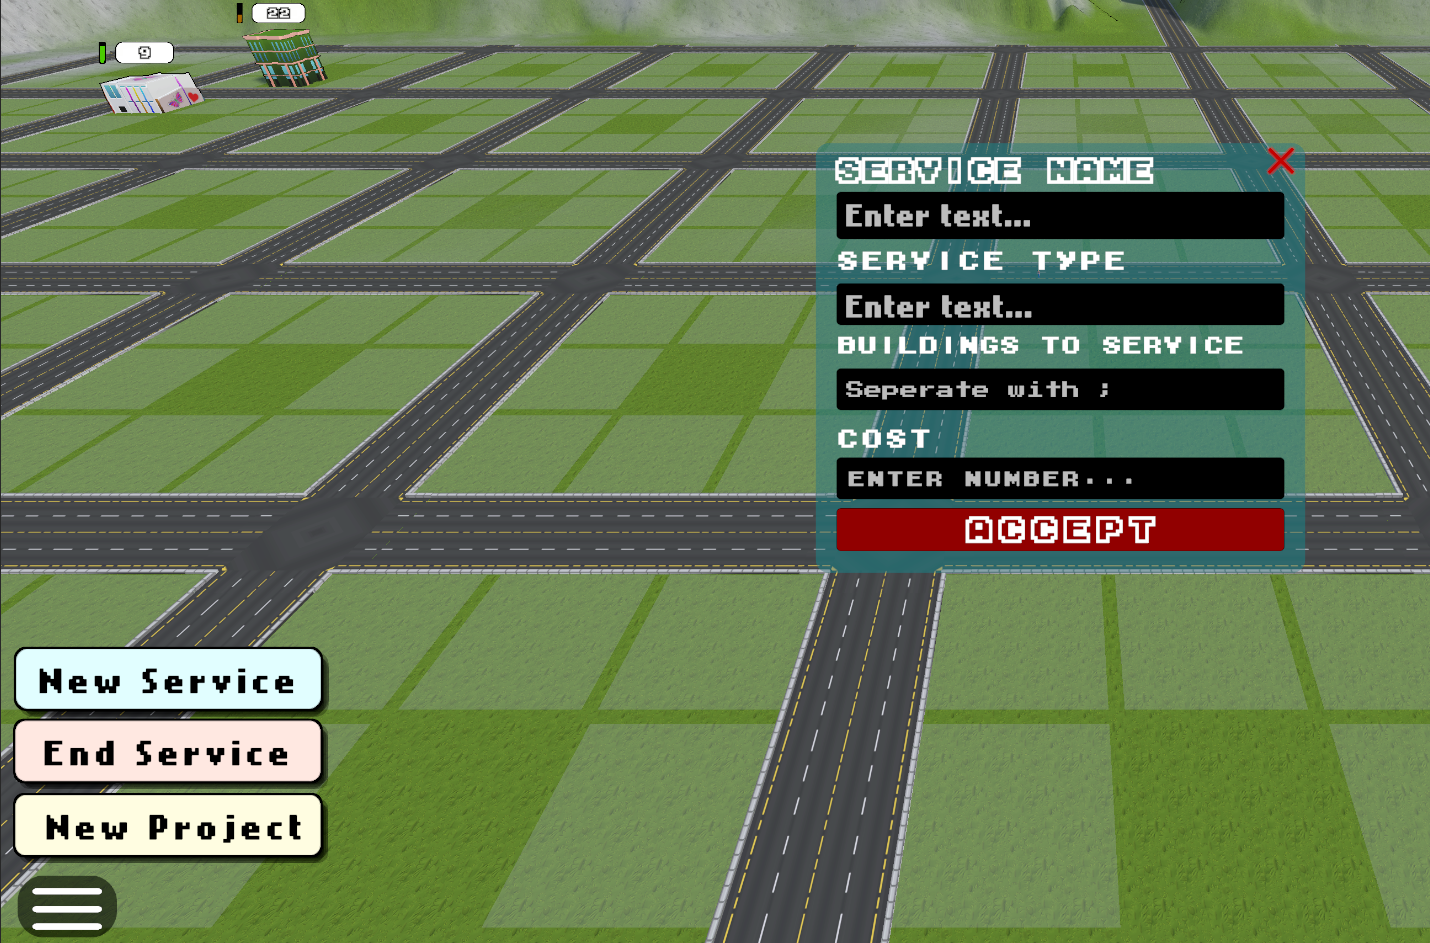 22
9
SERVICE NAME
Enter text...
SERVICE TYPE
Enter text...
BUILDINGS TO SERVICE
Seperate with ;
COST
ENTER NUMBER...
ACCEPT
New Service
End Service
New Project